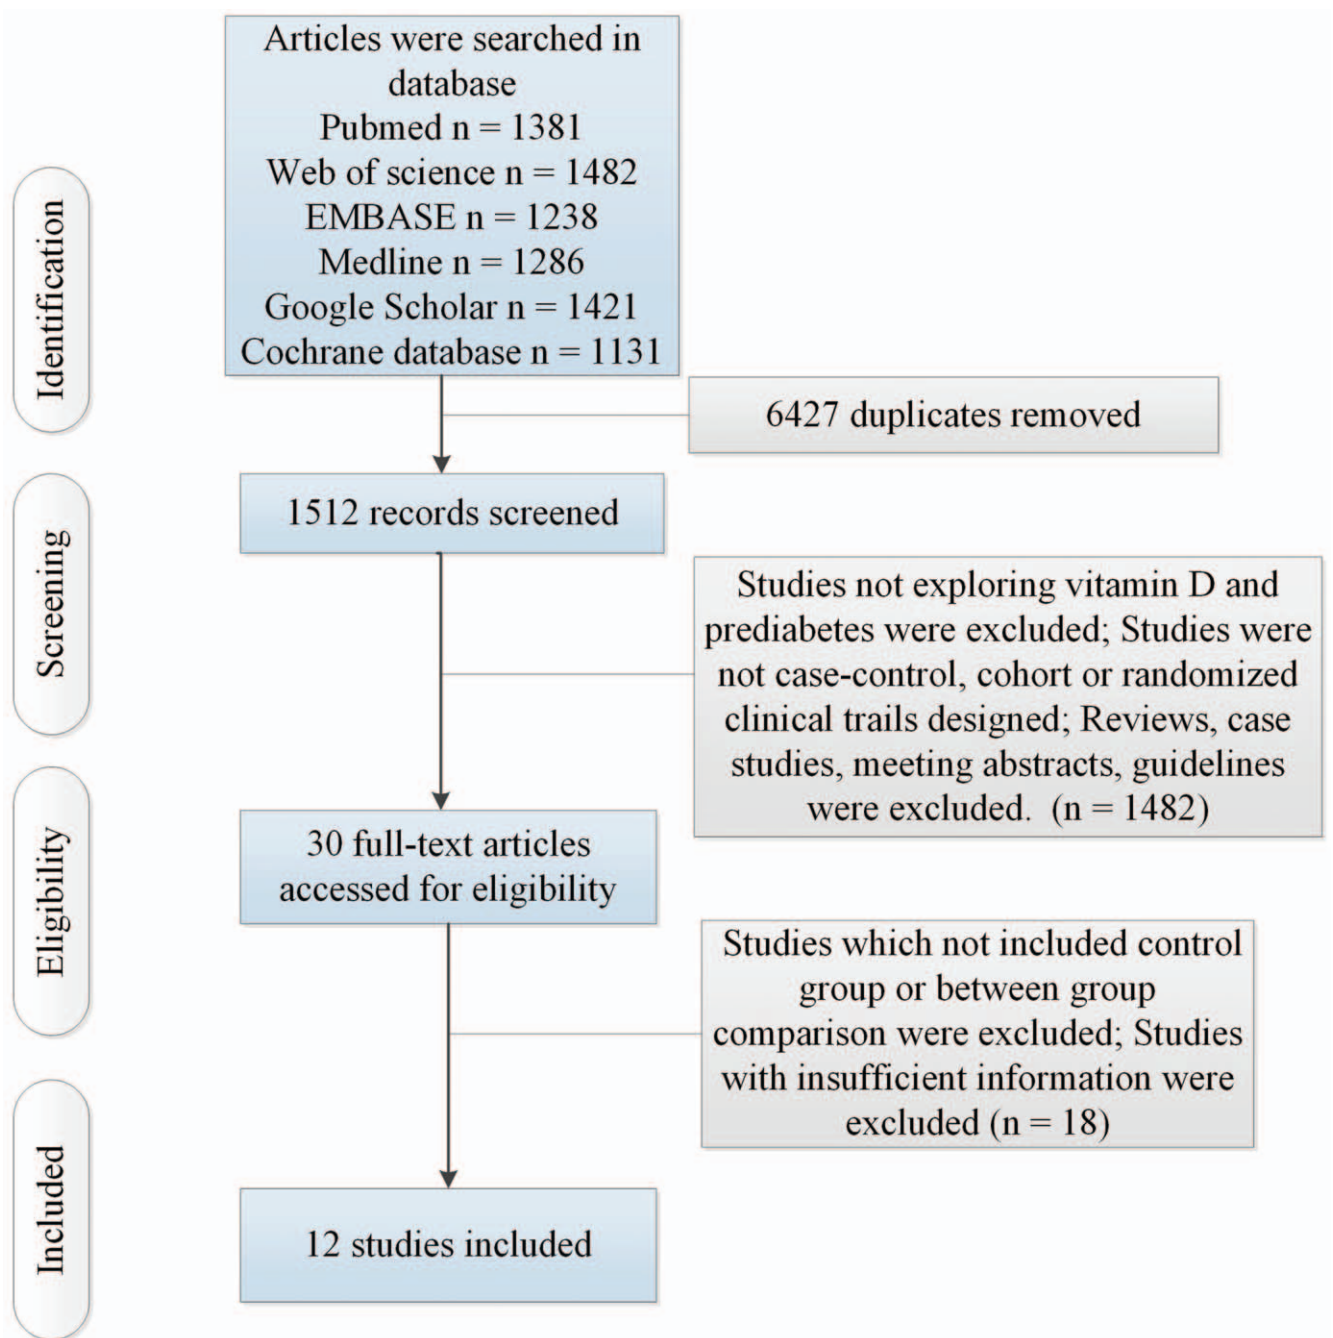 Articles were searched in
database
Pubmed n = 1381
Web of science n = 1482
EMBASE n = 1238
Medline n = 1286
Google Scholar n = 1421
Cochrane database n = 1131
Identification
6427 duplicates removed
1512 records screened
Screening
Studies not exploring vitamin D and
prediabetes were excluded; Studies were
not case-control, cohort or randomized
clinical trails designed; Reviews, case
studies, meeting abstracts, guidelines
were excluded. (n = 1482)
30 full-text articles
accessed for eligibility
Eligibility
Studies which not included control
group or between group
comparison were excluded; Studies
with insufficient information were
excluded (n = 18)
Included
12 studies included